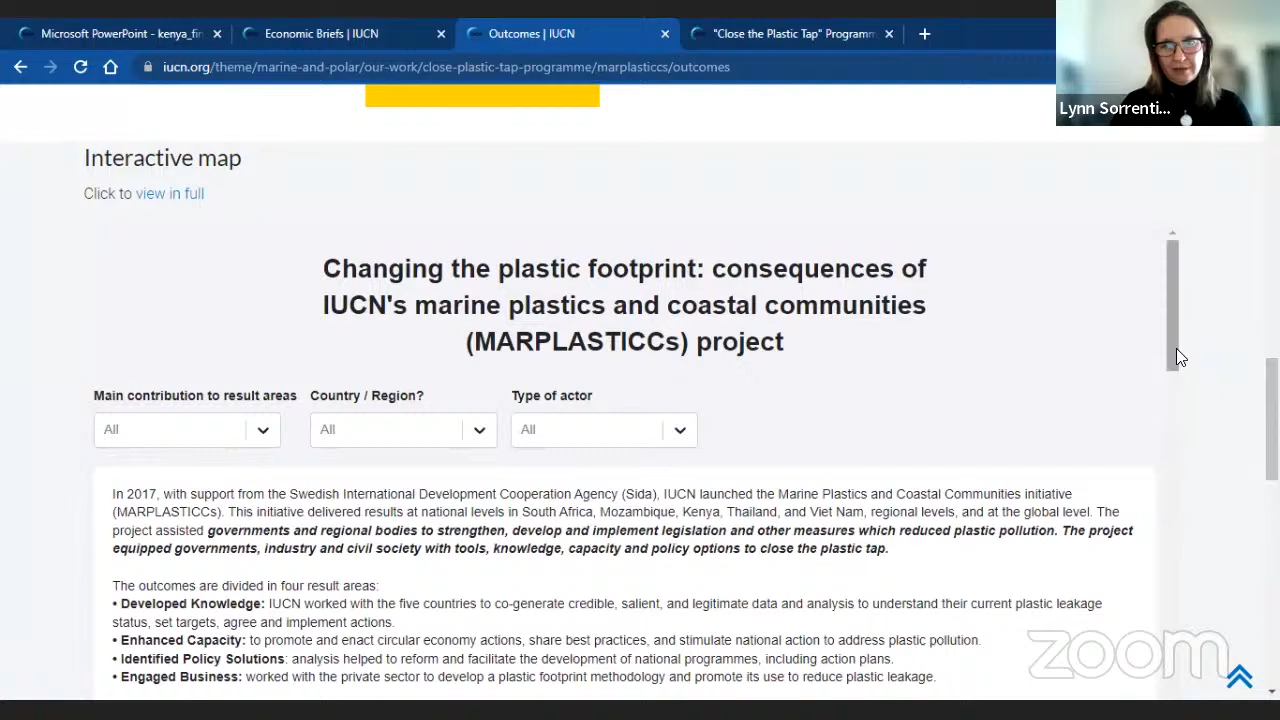 Microsoft PowerPoint - kenya_fin
Economic Briefs | IUCN
Outcomes | IUCN
"Close the Plastic Tap" Programm
iucn.org/theme/marine-and-polar/our-work/close-plastic-tap-programme/marplasticcs/outcomes
Lynn Sorrenti...
Interactive map
Click to view in full
Changing the plastic footprint: consequences of
IUCN's marine plastics and coastal communities
(MARPLASTICCs) project
Main contribution to result areas
Country / Region?
Type of actor
All
All
All
In 2017, with support from the Swedish International Development Cooperation Agency (Sida), IUCN launched the Marine Plastics and Coastal Communities initiative
(MARPLASTICCs). This initiative delivered results at national levels in South Africa, Mozambique, Kenya, Thailand, and Viet Nam, regional levels, and at the global level. The
project assisted governments and regional bodies to strengthen, develop and implement legislation and other measures which reduced plastic pollution. The project
equipped governments, industry and civil society with tools, knowledge, capacity and policy options to close the plastic tap.
The outcomes are divided in four result areas:
• Developed Knowledge: IUCN worked with the five countries to co-generate credible, salient, and legitimate data and analysis to understand their current plastic leakage
status, set targets, agree and implement actions.
• Enhanced Capacity: to promote and enact circular economy actions, share best practices, and stimulate national action to address plastic pollution.
• Identified Policy Solutions: analysis helped to reform and facilitate the development of national programmes, including action plans.
• Engaged Business: worked with the private sector to develop a plastic footprint methodology and promote its use to reduce plastic leakage.
zoom